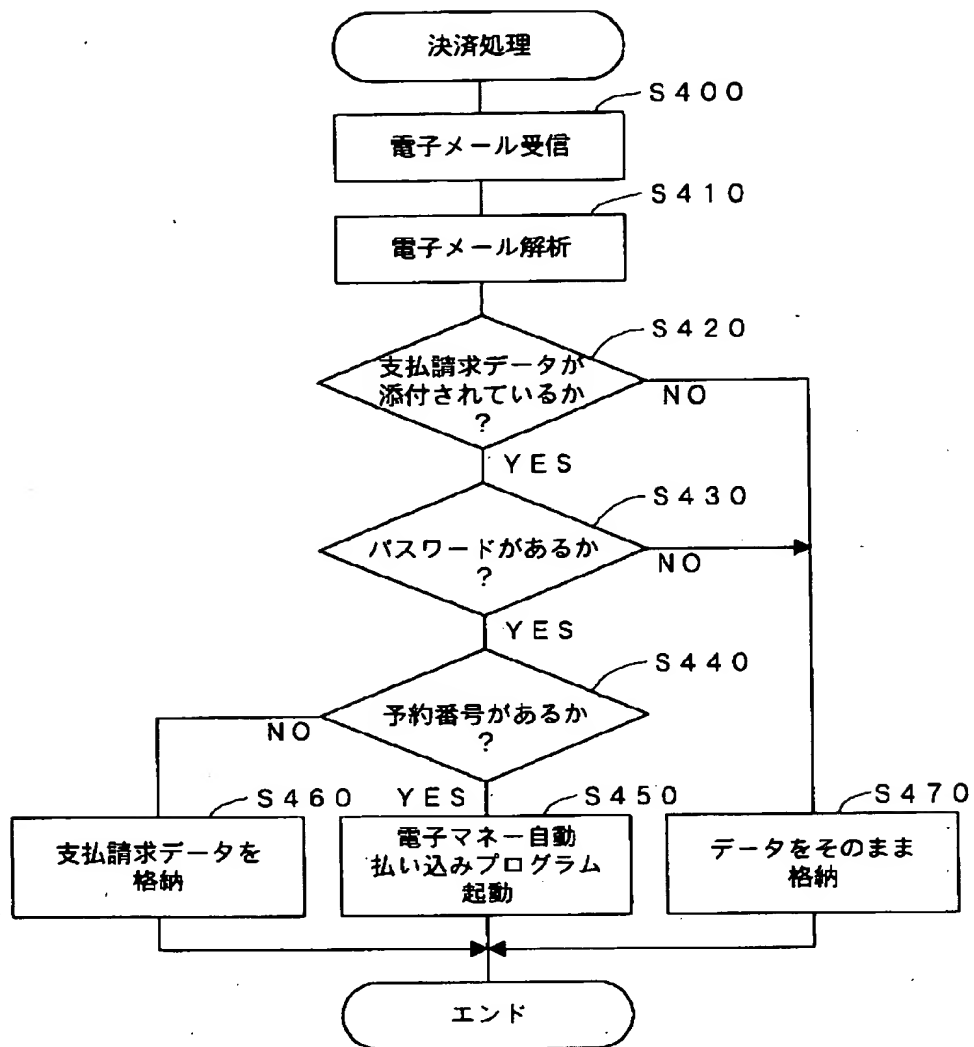 決済処理
S400
電子メール受信
S410
電子メール解析
S420
支払請求データが
添付されているか
?
NO
YES
S430
パスワードがあるか
?
NO
YES
S440
予約番号があるか
?
NO
YES
S460
支払請求データを
格納
S450
電子マネー自動
払い込みプログラム
起動
S470
データをそのまま
格納
エンド